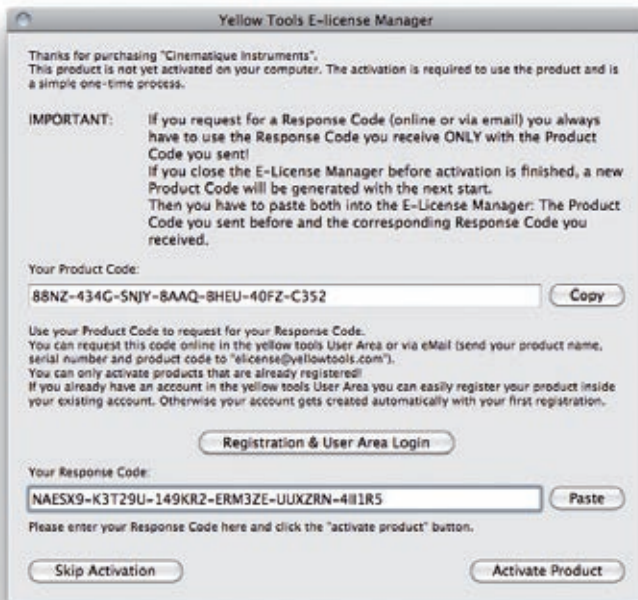 Yellow Tools E-license Manager
Thanks for purchasing "Cinematique Instruments".
This product is not yet activated on your computer. The activation is required to use the product and is
a simple one-time process.
IMPORTANT: If you request for a Response Code (online or via email) you always
have to use the Response Code you receive ONLY with the Product
Code you sent!
If you close the E-License Manager before activation is finished, a new
Product Code will be generated with the next start.
Then you have to paste both into the E-License Manager: The Product
Code you sent before and the corresponding Response Code you
received.
Your Product Code:
88NZ-434G-SNJY-8AAQ-8HEU-40FZ-C352 Copy
Use your Product Code to request for your Response Code.
You can request this code online in the yellow tools User Area or via eMail (send your product name,
serial number and product code to "elicense@yellowtools.com").
You can only activate products that are already registered!
If you already have an account in the yellow tools User Area you can easily register your product inside
your existing account. Otherwise your account gets created automatically with your first registration.
Registration & User Area Login
Your Response Code:
NAESX9-K3T29U-149KR2-ERM3ZE-UUXZRN-4III1R5 Paste
Please enter your Response Code here and click the "activate product" button.
Skip Activation Activate Product